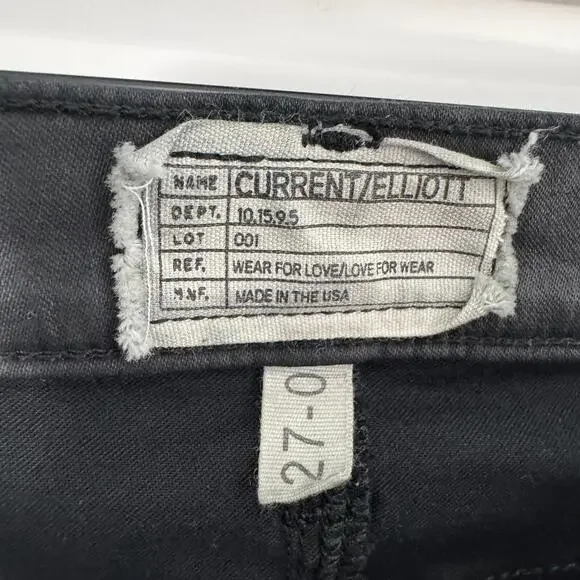 NAME CURRENT/ELLIOTT
DEPT. 10.15.9.5
LOT 001
REF. WEAR FOR LOVE/LOVE FOR WEAR
MNF. MADE IN THE USA
27-0